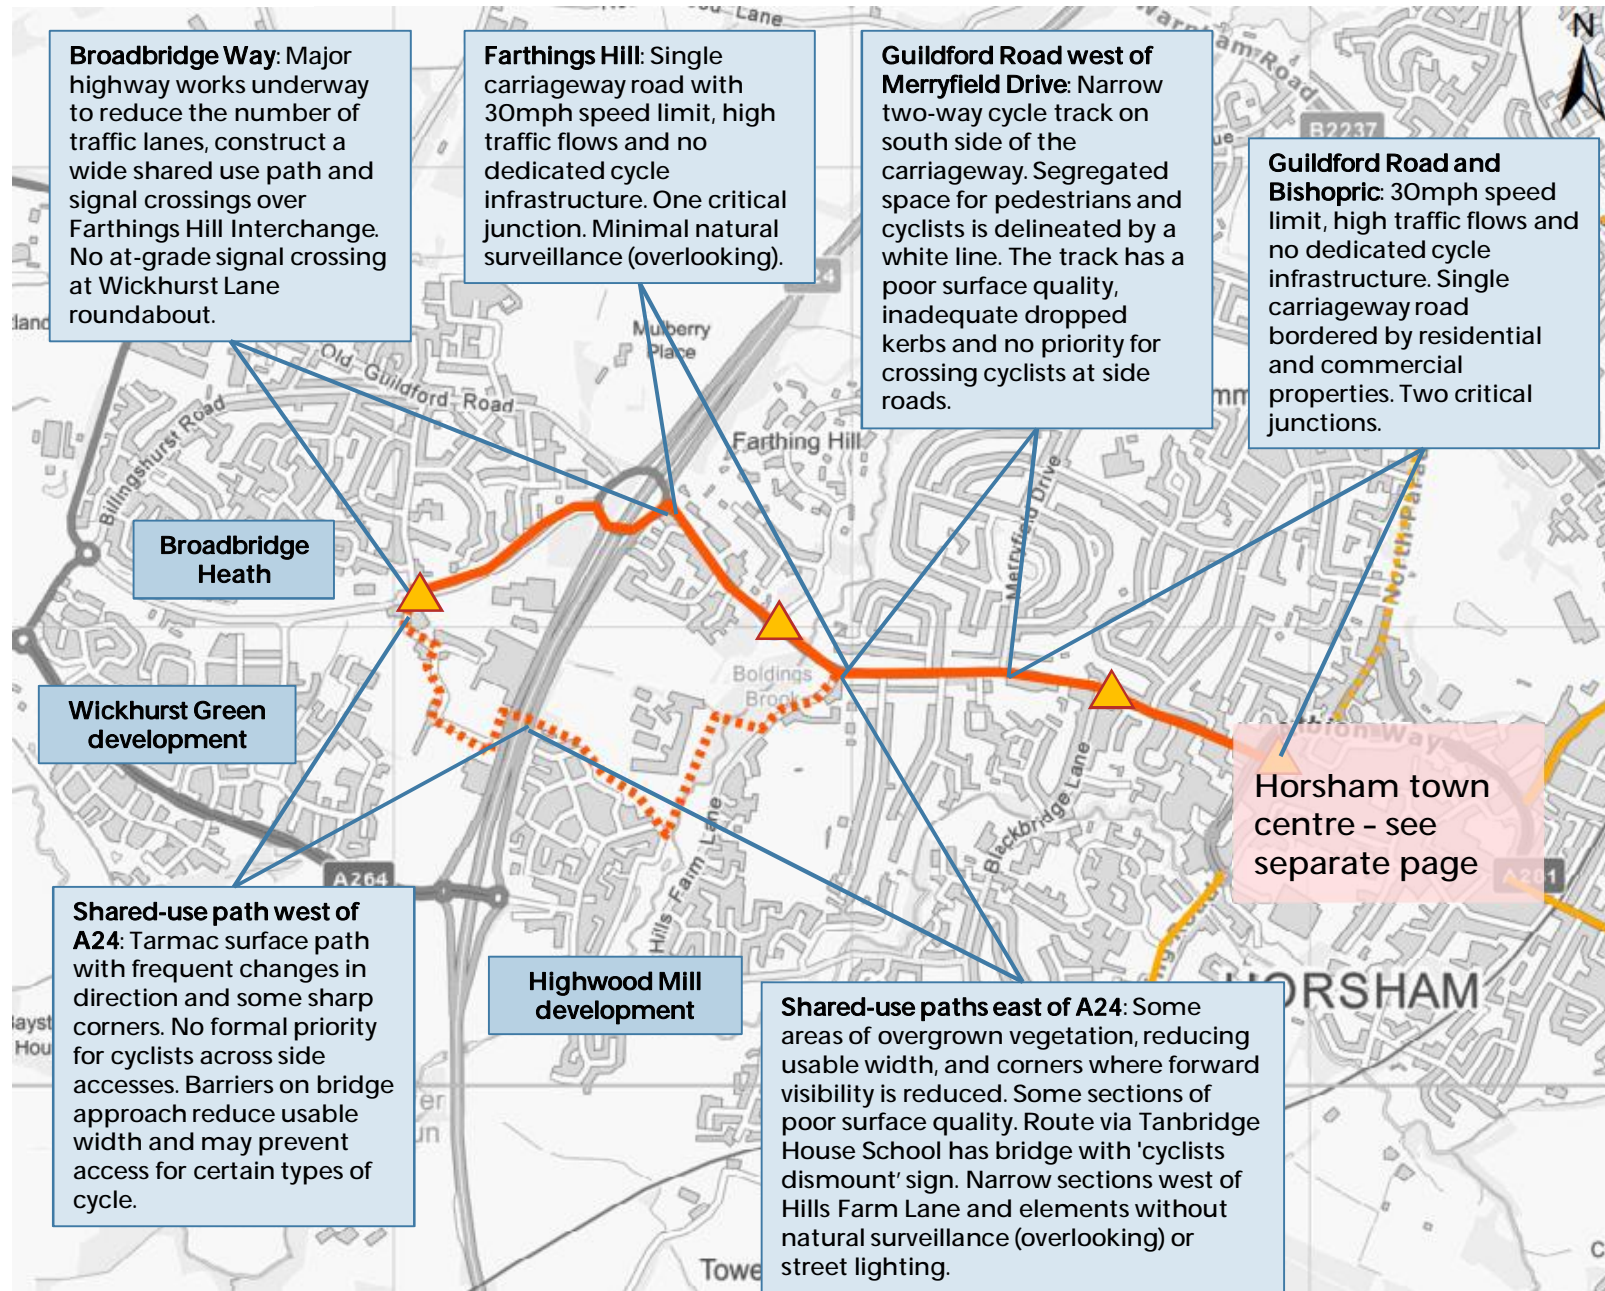 Lane
Warnham Road
N
B2237
Broadbridge Way: Major
highway works underway
to reduce the number of
traffic lanes, construct a
wide shared use path and
signal crossings over
Farthings Hill Interchange.
No at-grade signal crossing
at Wickhurst Lane
roundabout.
Farthings Hill: Single
carriageway road with
30mph speed limit, high
traffic flows and no
dedicated cycle
infrastructure. One critical
junction. Minimal natural
surveillance (overlooking).
Guildford Road west of
Merryfield Drive: Narrow
two-way cycle track on
south side of the
carriageway. Segregated
space for pedestrians and
cyclists is delineated by a
white line. The track has a
poor surface quality,
inadequate dropped
kerbs and no priority for
crossing cyclists at side
roads.
Guildford Road and
Bishopric: 30mph speed
limit, high traffic flows and
no dedicated cycle
infrastructure. Single
carriageway road
bordered by residential
and commercial
properties. Two critical
junctions.
Mulberry
Place
Old Guildford Road
Billingshurst Road
Farthing Hill
Merryfield Drive
North Para
Broadbridge
Heath
Boldings
Brook
Wickhurst Green
development
Albion Way
Horsham town
centre – see
separate page
Blackbridge Lane
Hills Farm Lane
A264
A281
HORSHAM
Highwood Mill
development
Shared-use path west of
A24: Tarmac surface path
with frequent changes in
direction and some sharp
corners. No formal priority
for cyclists across side
accesses. Barriers on bridge
approach reduce usable
width and may prevent
access for certain types of
cycle.
Shared-use paths east of A24: Some
areas of overgrown vegetation, reducing
usable width, and corners where forward
visibility is reduced. Some sections of
poor surface quality. Route via Tanbridge
House School has bridge with 'cyclists
dismount' sign. Narrow sections west of
Hills Farm Lane and elements without
natural surveillance (overlooking) or
street lighting.
Towe